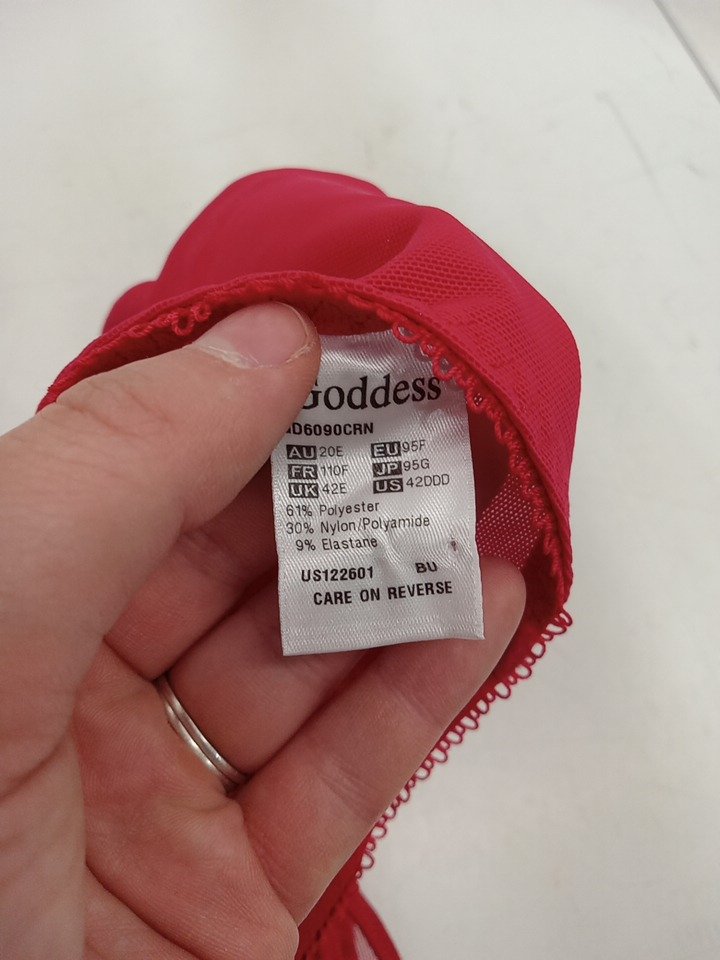 Goddess
GD6090CRN
AU 20E EU 95F
FR 110F JP 95G
UK 42E US 42DDD
61% Polyester
30% Nylon/Polyamide
9% Elastane
US122601 BU
CARE ON REVERSE